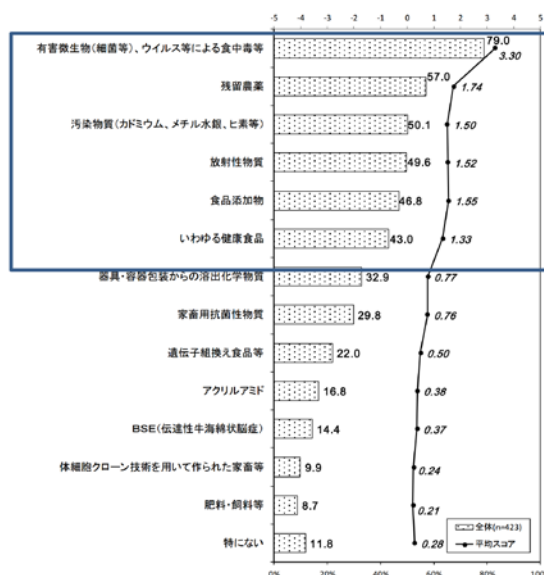 -5 -4 -3 -2 -1 0 1 2 3 4 5
有害微生物(細菌等)、ウイルス等による食中毒等 79.0 3.30
残留農薬 57.0 1.74
汚染物質(カドミウム、メチル水銀、ヒ素等) 50.1 1.50
放射性物質 49.6 1.52
食品添加物 46.8 1.55
いわゆる健康食品 43.0 1.33
器具・容器包装からの溶出化学物質 32.9 0.77
家畜用抗菌性物質 29.8 0.76
遺伝子組換え食品等 22.0 0.50
アクリルアミド 16.8 0.38
BSE(伝達性牛海綿状脳症) 14.4 0.37
体細胞クローン技術を用いて作られた家畜等 9.9 0.24
肥料・飼料等 8.7 0.21
特にない 11.8 0.28
全体(n=423)
平均スコア
0% 20% 40% 60% 80% 100%